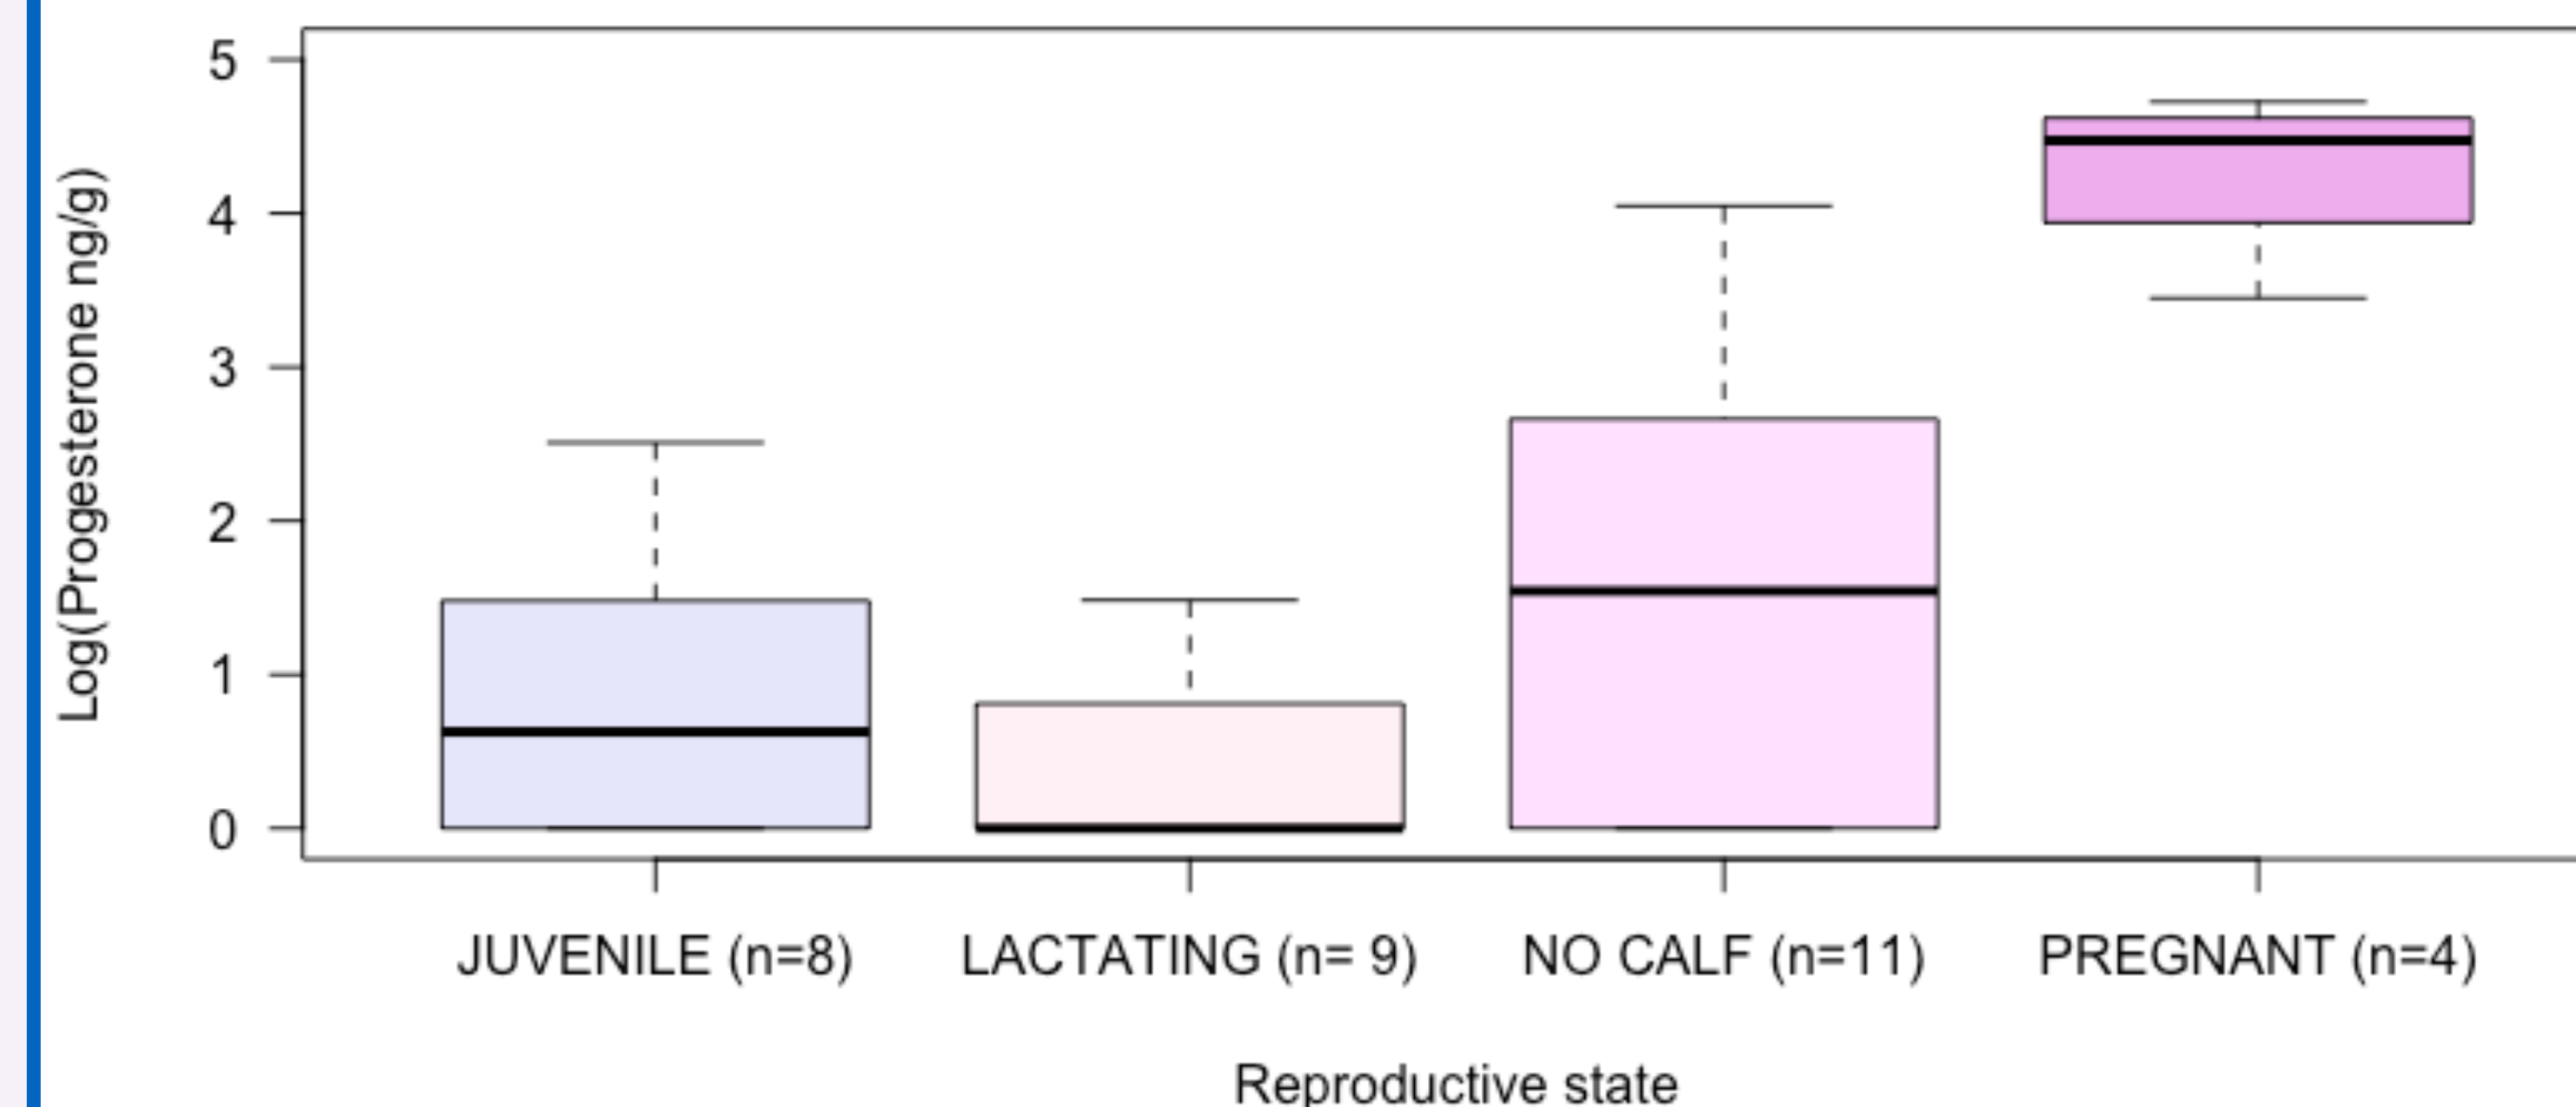 Log(Progesterone ng/g)
5
4
3
2
1
0
JUVENILE (n=8) LACTATING (n= 9) NO CALF (n=11) PREGNANT (n=4)
Reproductive state